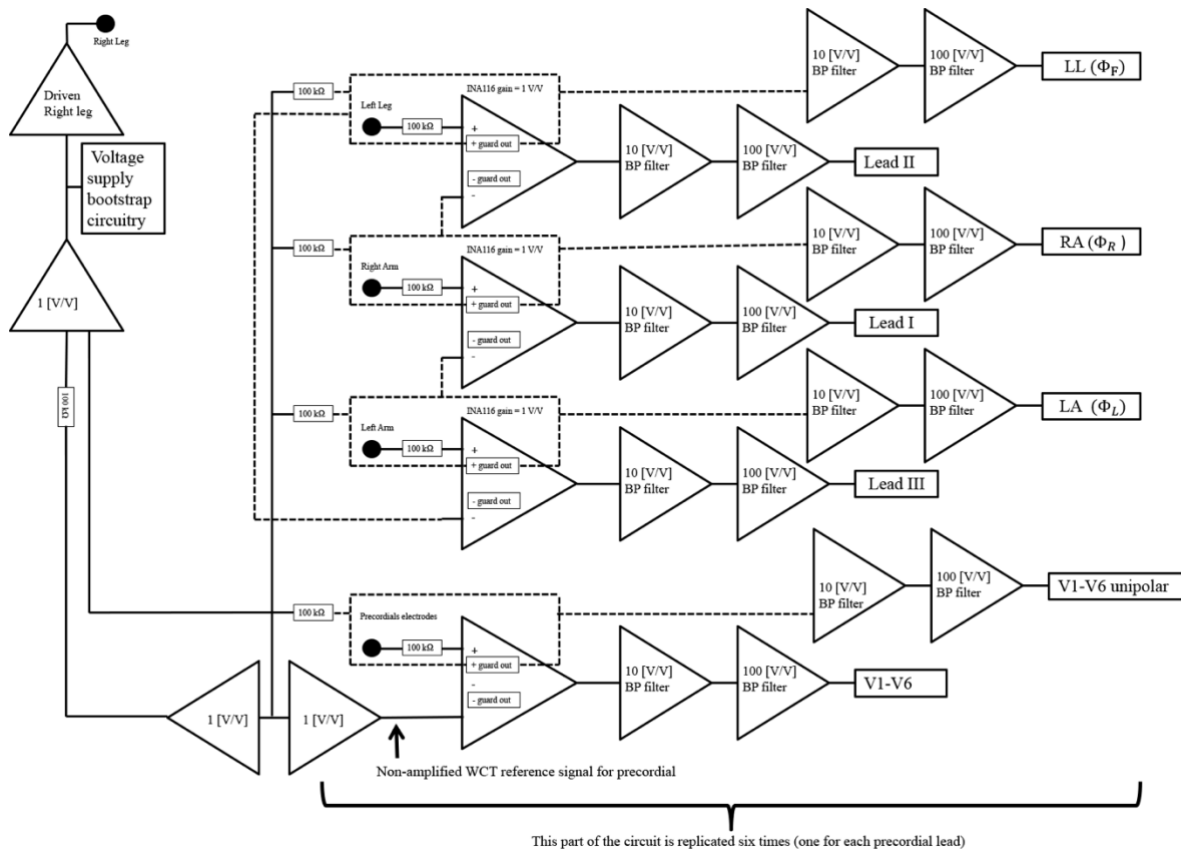 Right Leg
Driven
Right leg
Voltage
supply
bootstrap
circuitry
1 [V/V]
100 kΩ
100 kΩ
INA116 gain = 1 V/V
Left Leg
100 kΩ
+
+ guard out
- guard out
-
10 [V/V]
BP filter
100 [V/V]
BP filter
Lead II
10 [V/V]
BP filter
100 [V/V]
BP filter
LL (Φ_F)
100 kΩ
INA116 gain = 1 V/V
Right Arm
100 kΩ
+
+ guard out
- guard out
-
10 [V/V]
BP filter
100 [V/V]
BP filter
Lead I
10 [V/V]
BP filter
100 [V/V]
BP filter
RA (Φ_R )
100 kΩ
INA116 gain = 1 V/V
Left Arm
100 kΩ
+
+ guard out
- guard out
-
10 [V/V]
BP filter
100 [V/V]
BP filter
Lead III
10 [V/V]
BP filter
100 [V/V]
BP filter
LA (Φ_L)
100 kΩ
Precordials electrodes
100 kΩ
+
+ guard out
-
- guard out
10 [V/V]
BP filter
100 [V/V]
BP filter
V1-V6
10 [V/V]
BP filter
100 [V/V]
BP filter
V1-V6 unipolar
1 [V/V]
1 [V/V]
Non-amplified WCT reference signal for precordial
This part of the circuit is replicated six times (one for each precordial lead)